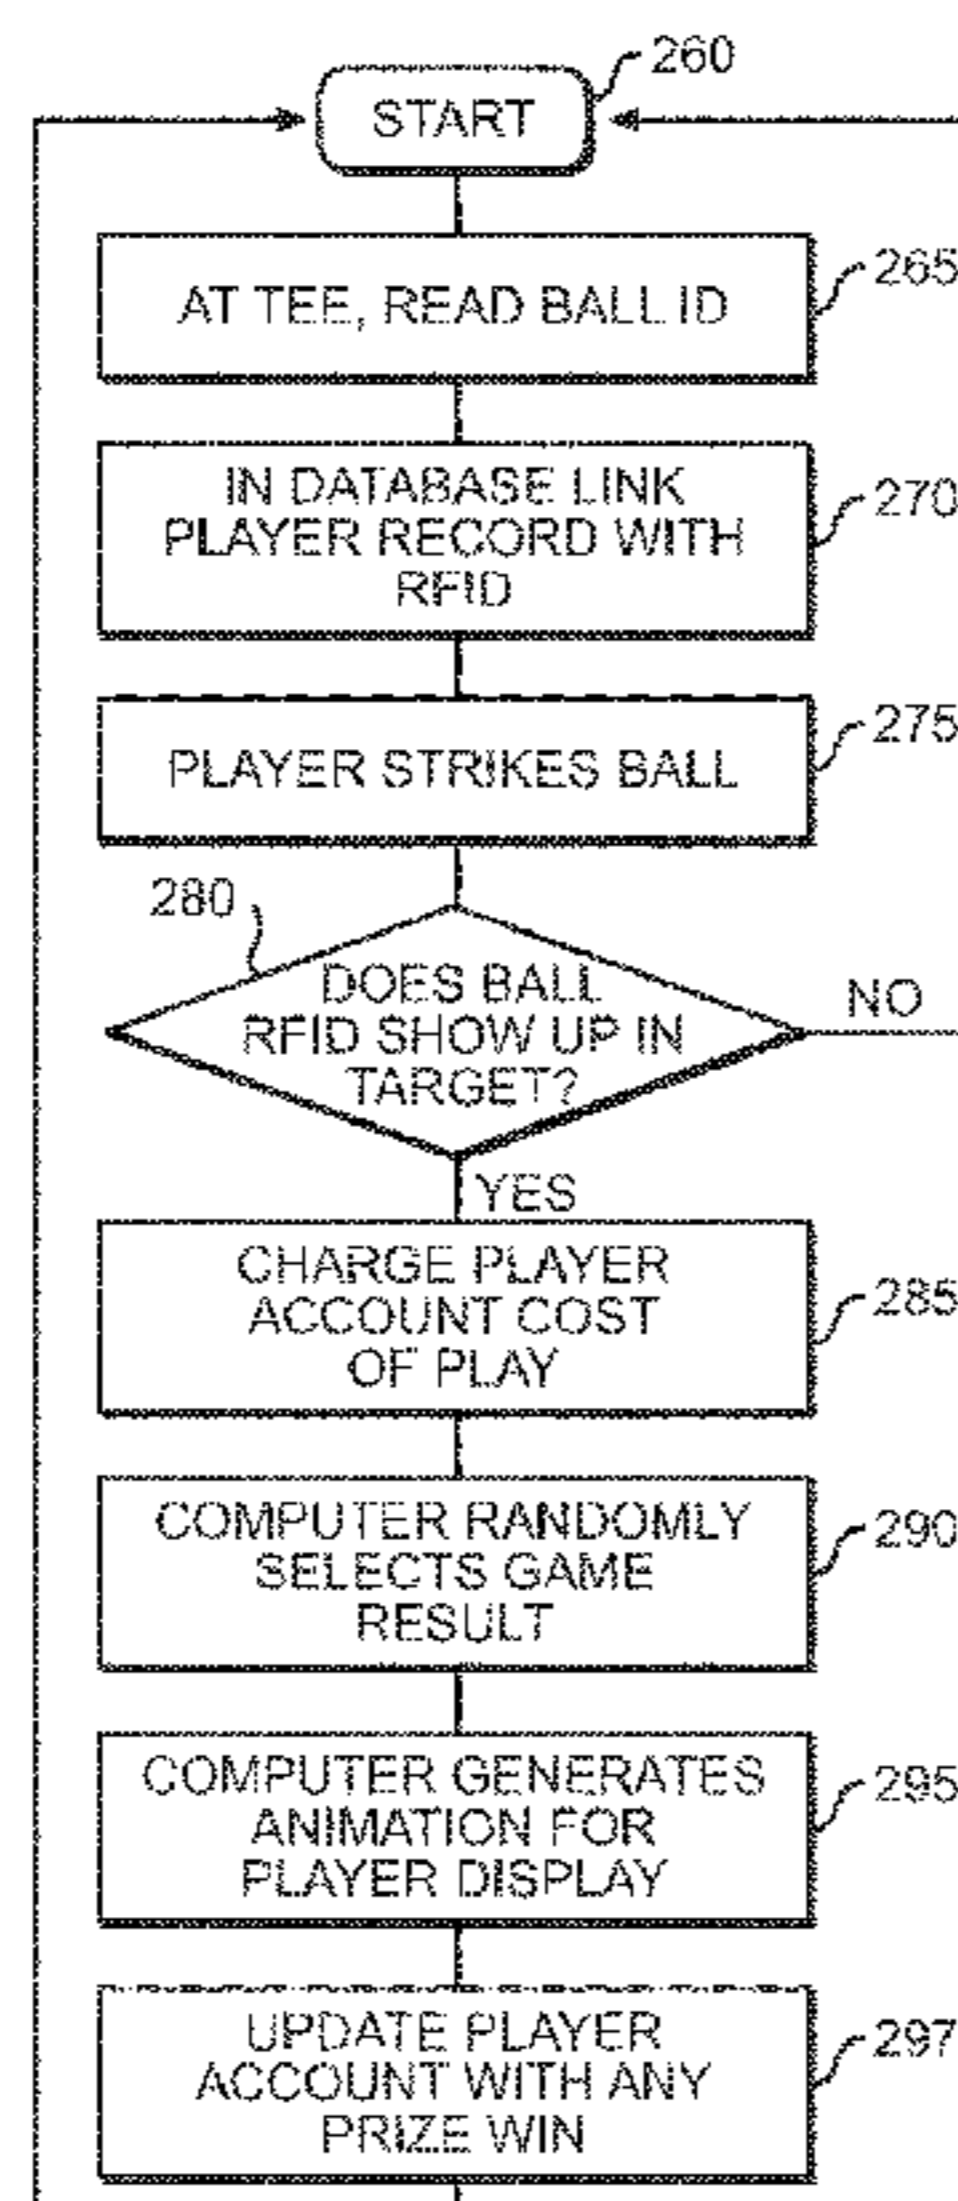 260
START
265
AT TEE, READ BALL ID
270
IN DATABASE LINK
PLAYER RECORD WITH
RFID
275
PLAYER STRIKES BALL
280
DOES BALL
RFID SHOW UP IN
TARGET?
NO
YES
CHARGE PLAYER
ACCOUNT COST
OF PLAY
285
COMPUTER RANDOMLY
SELECTS GAME
RESULT
290
COMPUTER GENERATES
ANIMATION FOR
PLAYER DISPLAY
295
UPDATE PLAYER
ACCOUNT WITH ANY
PRIZE WIN
297